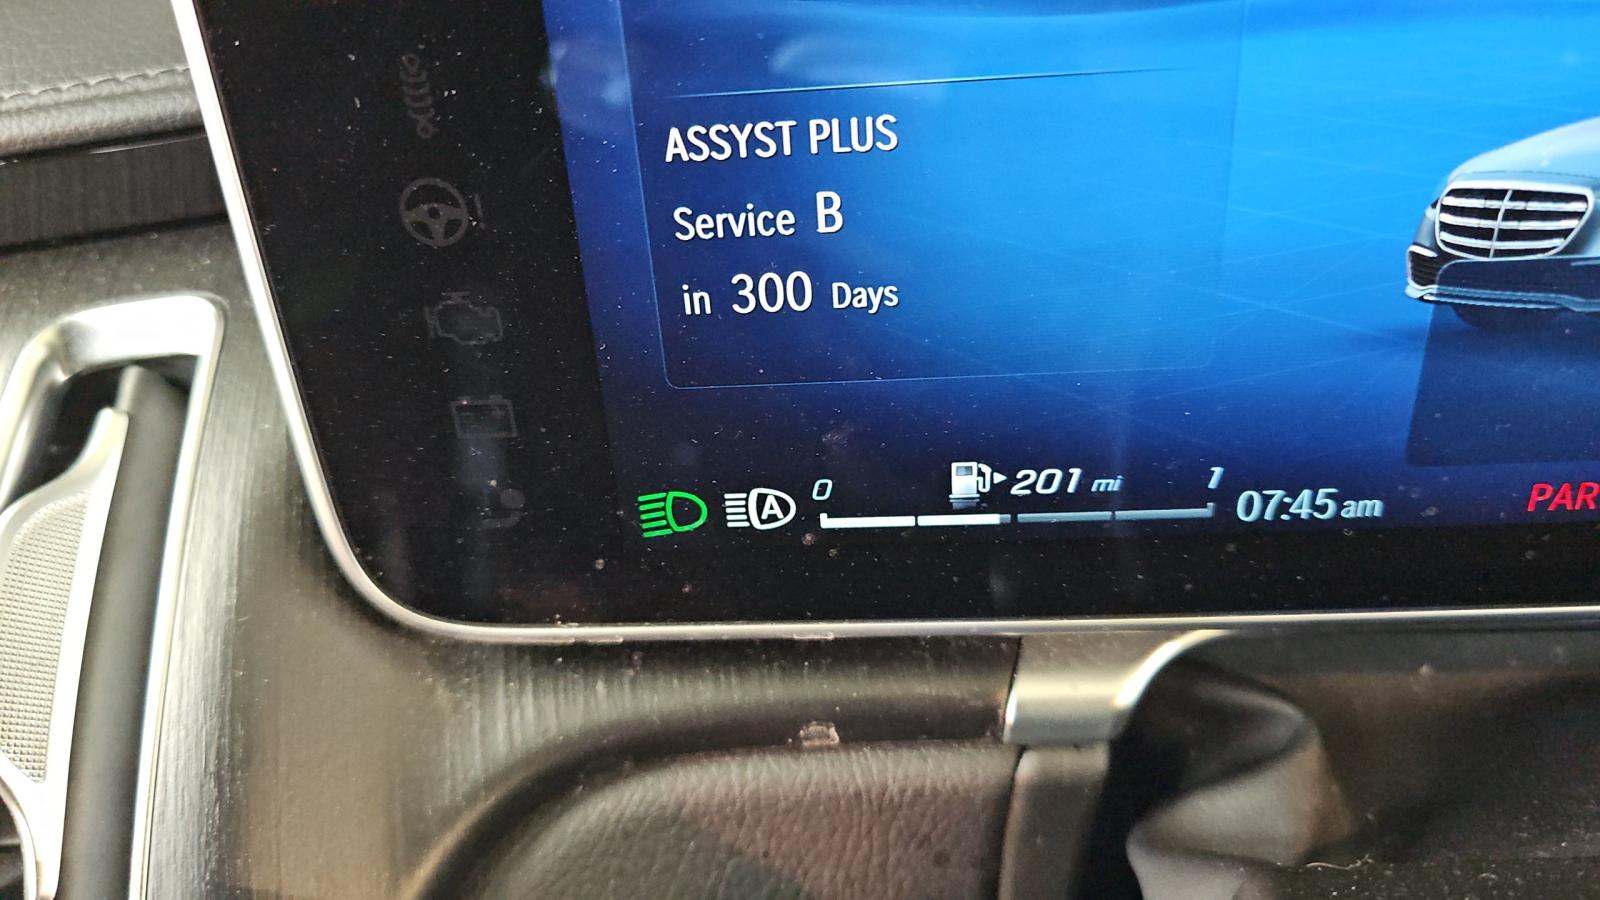 ASSYST PLUS
Service B
in 300 Days
0 201 mi 1
A
07:45 am
PAR